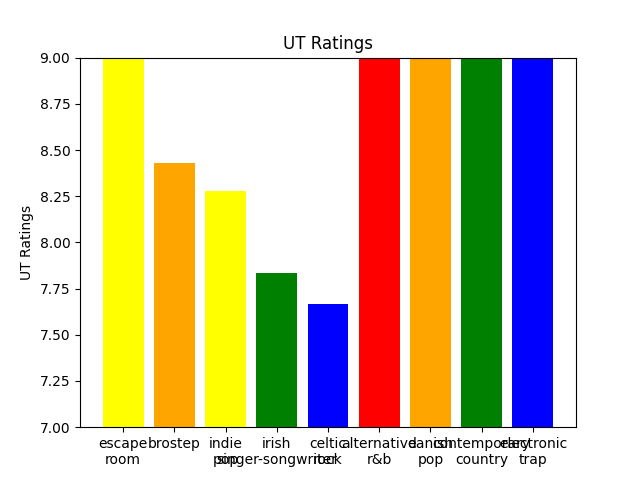 UT Ratings
9.00
8.75
8.50
8.25
8.00
7.75
7.50
7.25
7.00
UT Ratings
escape
room
brostep
indie
pop
irish
singer-songwriter
celtic
rock
alternative
r&b
danish
pop
contemporary
country
electronic
trap